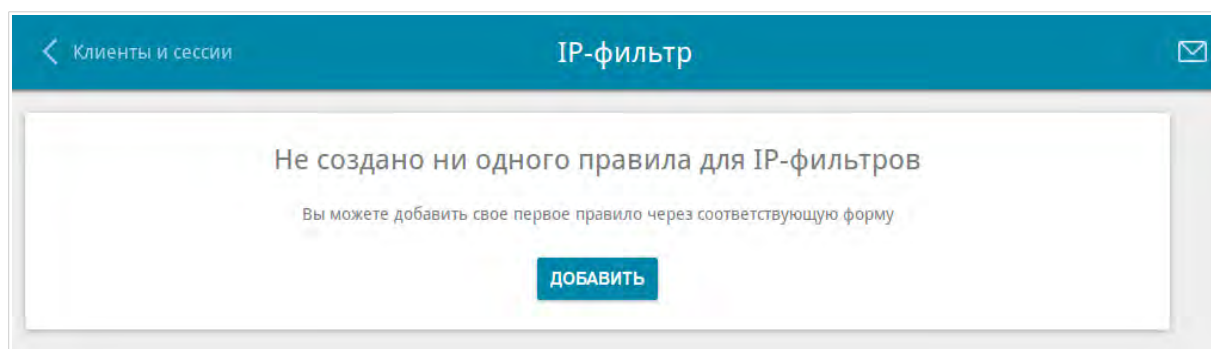 Клиенты и сессии
IP-фильтр
Не создано ни одного правила для IP-фильтров
Вы можете добавить свое первое правило через соответствующую форму
ДОБАВИТЬ